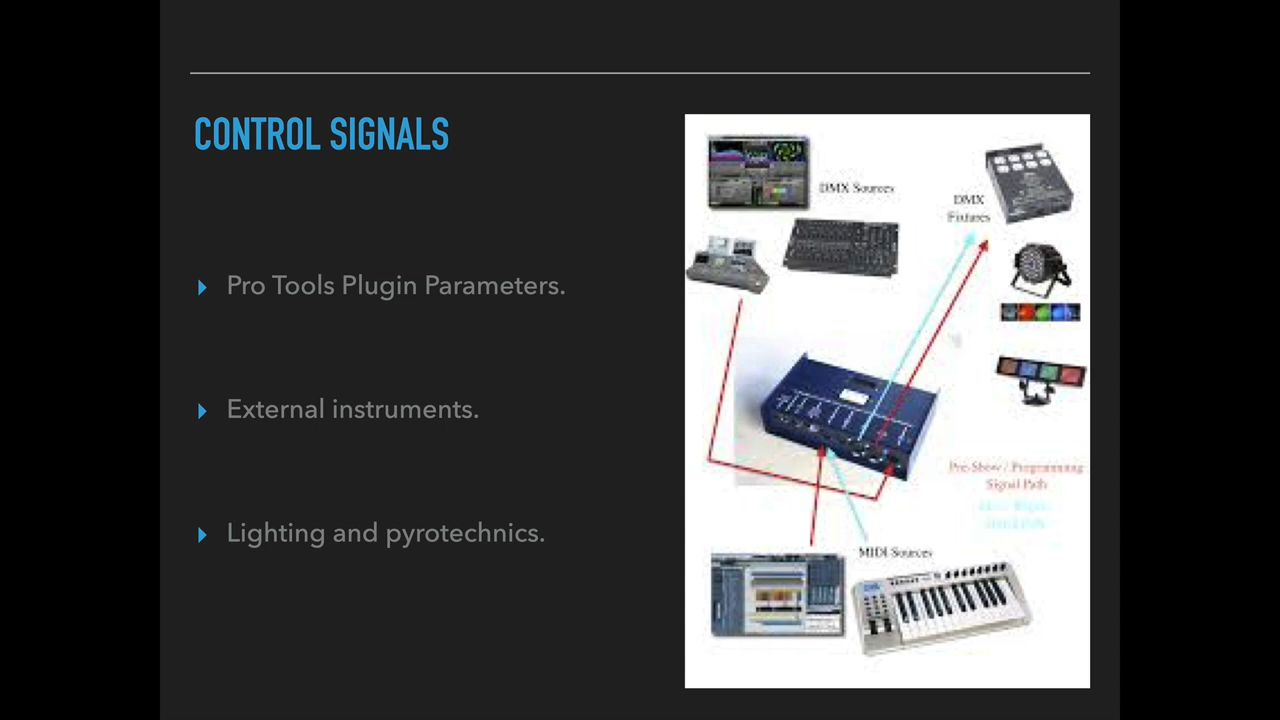 CONTROL SIGNALS
Pro Tools Plugin Parameters.
External instruments.
Lighting and pyrotechnics.
DMX Sources
DMX
Fixtures
Pre-Show / Programming
Signal Path
MIDI Sources